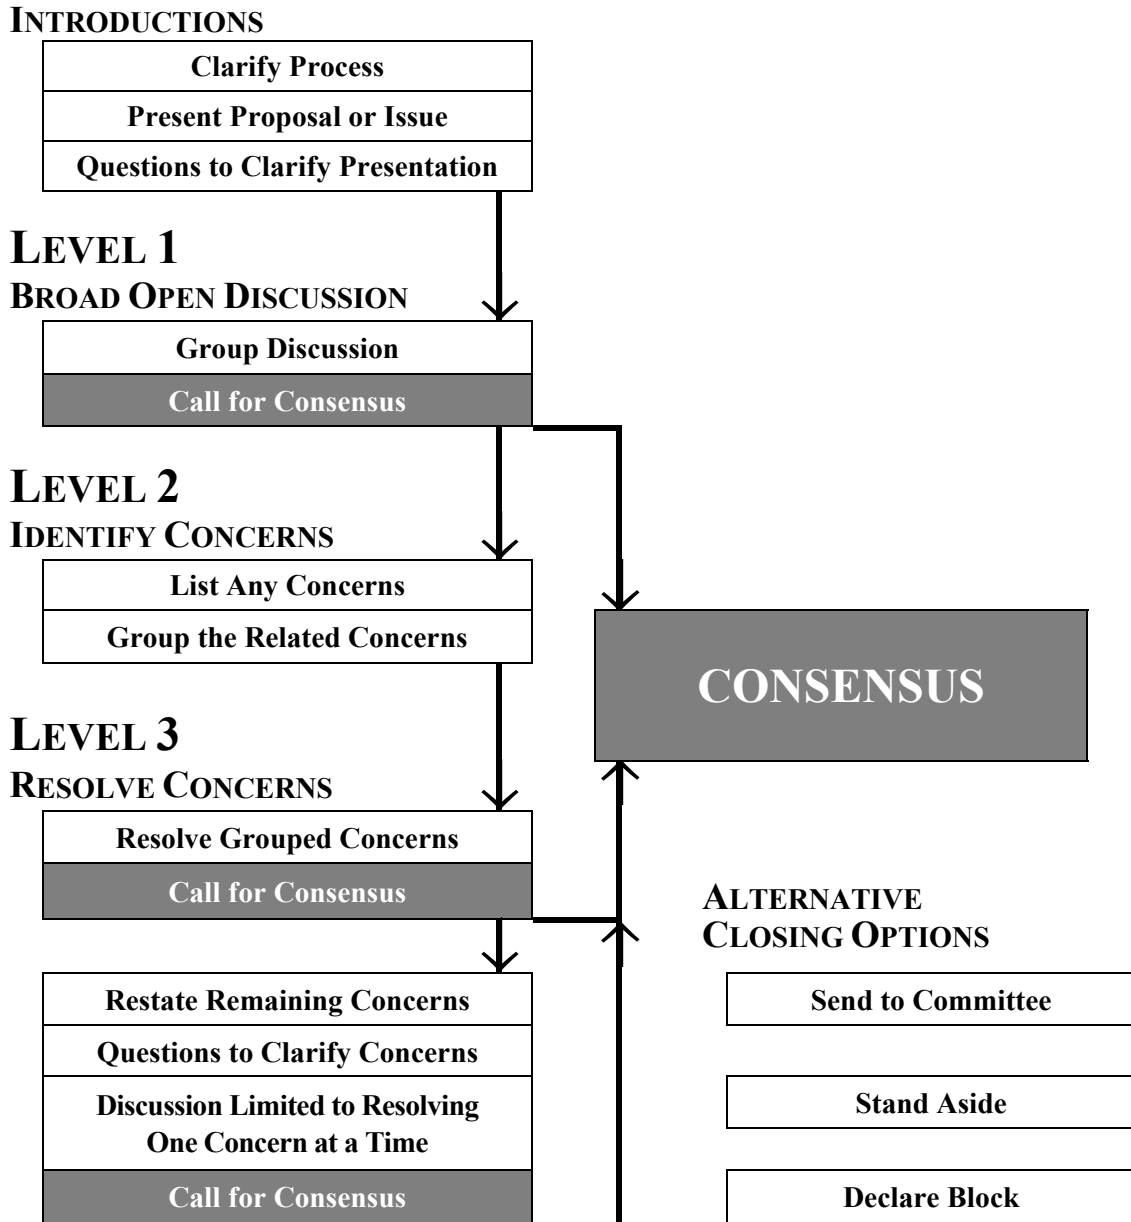 INTRODUCTIONS
Clarify Process
Present Proposal or Issue
Questions to Clarify Presentation
LEVEL 1
BROAD OPEN DISCUSSION
Group Discussion
Call for Consensus
LEVEL 2
IDENTIFY CONCERNS
List Any Concerns
Group the Related Concerns
CONSENSUS
LEVEL 3
RESOLVE CONCERNS
Resolve Grouped Concerns
Call for Consensus
Restate Remaining Concerns
Questions to Clarify Concerns
Discussion Limited to Resolving
One Concern at a Time
Call for Consensus
ALTERNATIVE
CLOSING OPTIONS
Send to Committee
Stand Aside
Declare Block